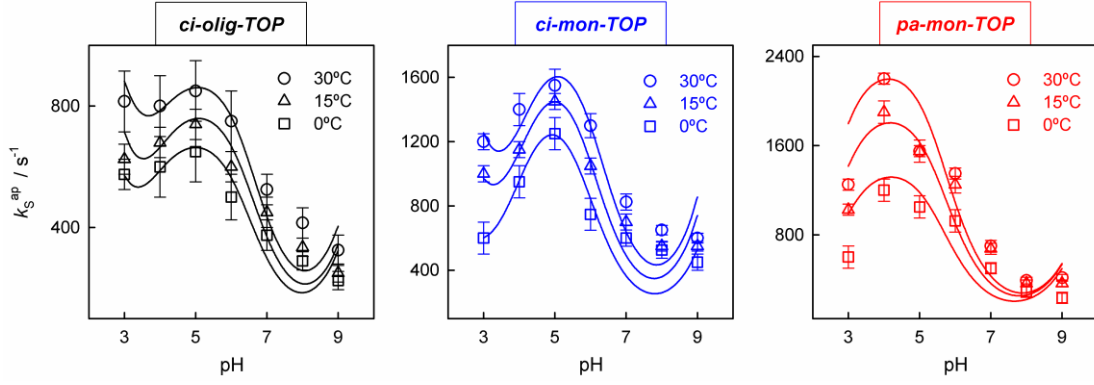 ci-olig-TOP
ci-mon-TOP
pa-mon-TOP
k_S^ap / s^-1
800
400
3 5 7 9
pH
30ºC
15ºC
0ºC
1600
1200
800
400
3 5 7 9
pH
30ºC
15ºC
0ºC
2400
1600
800
3 5 7 9
pH
30ºC
15ºC
0ºC